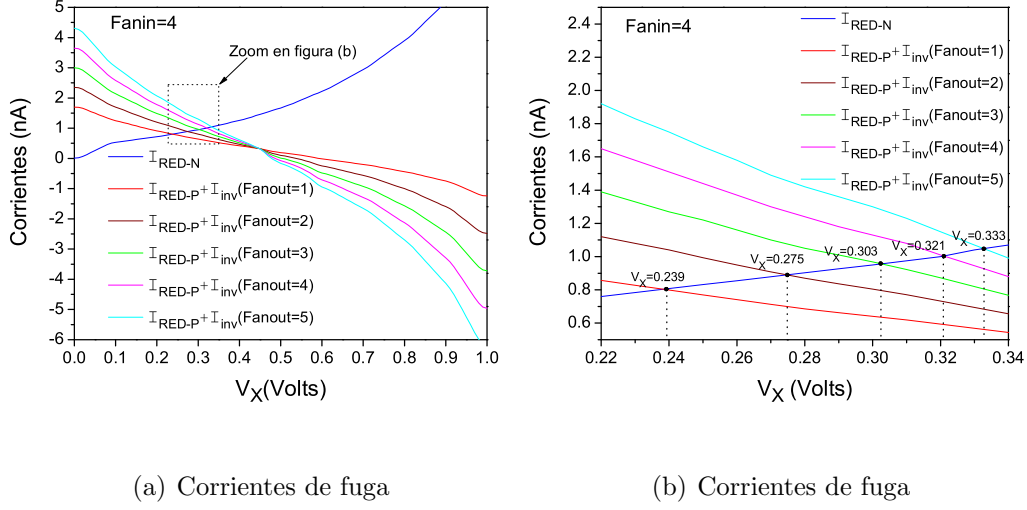 Fanin=4
Zoom en figura (b)
5
4
3
2
1
0
-1
-2
-3
-4
-5
-6
Corrientes (nA)
I_RED-N
I_RED-P+I_inv(Fanout=1)
I_RED-P+I_inv(Fanout=2)
I_RED-P+I_inv(Fanout=3)
I_RED-P+I_inv(Fanout=4)
I_RED-P+I_inv(Fanout=5)
0.0 0.1 0.2 0.3 0.4 0.5 0.6 0.7 0.8 0.9 1.0
V_X(Volts)
(a) Corrientes de fuga
Fanin=4
2.4
2.2
2.0
1.8
1.6
1.4
1.2
1.0
0.8
0.6
Corrientes (nA)
I_RED-N
I_RED-P+I_inv(Fanout=1)
I_RED-P+I_inv(Fanout=2)
I_RED-P+I_inv(Fanout=3)
I_RED-P+I_inv(Fanout=4)
I_RED-P+I_inv(Fanout=5)
V_X=0.239
V_X=0.275
V_X=0.303
V_X=0.321
V_X=0.333
0.22 0.24 0.26 0.28 0.30 0.32 0.34
V_X (Volts)
(b) Corrientes de fuga